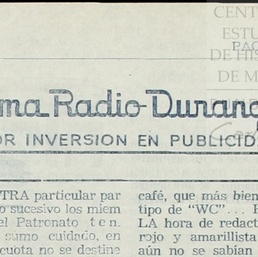 CENT
ESTU
PAG
DE HIS
DE M
ma Radio-Durang
OR INVERSION EN PUBLICID
TRA particular par
o sucesivo los miem
el Patronato ten
sumo cuidado, en
cuota no se destine
café, que más bien
tipo de "WC"...
LA hora de redact
rojo y amarillista
aún no se sabían